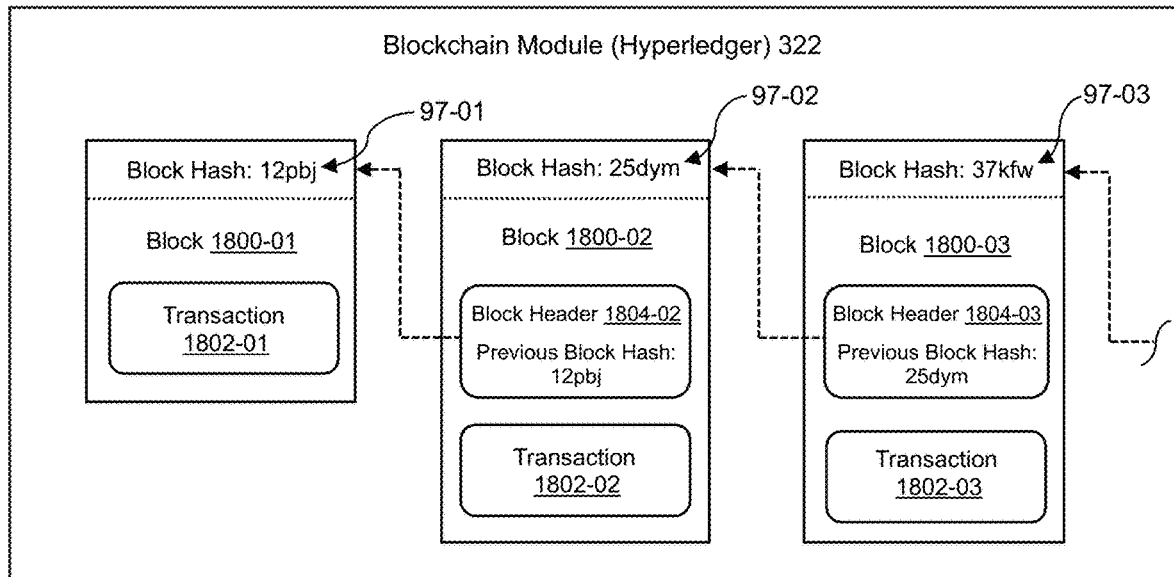 Blockchain Module (Hyperledger) 322
97-01
97-02
97-03
Block Hash: 12pbj
Block 1800-01
Transaction
1802-01
Block Hash: 25dym
Block 1800-02
Block Header 1804-02
Previous Block Hash:
12pbj
Transaction
1802-02
Block Hash: 37kfw
Block 1800-03
Block Header 1804-03
Previous Block Hash:
25dym
Transaction
1802-03